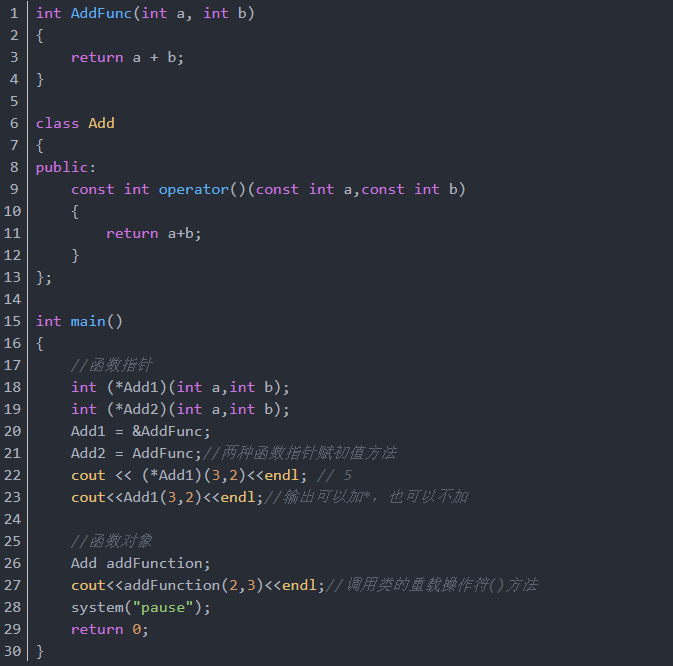 1 int AddFunc(int a, int b)
2 {
3     return a + b;
4 }
5
6 class Add
7 {
8 public:
9     const int operator()(const int a,const int b)
10     {
11         return a+b;
12     }
13 };
14
15 int main()
16 {
17     //函数指针
18     int (*Add1)(int a,int b);
19     int (*Add2)(int a,int b);
20     Add1 = &AddFunc;
21     Add2 = AddFunc;//两种函数指针赋初值方法
22     cout << (*Add1)(3,2)<<endl; // 5
23     cout<<Add1(3,2)<<endl;//输出可以加*，也可以不加
24
25     //函数对象
26     Add addFunction;
27     cout<<addFunction(2,3)<<endl;//调用类的重载操作符()方法
28     system("pause");
29     return 0;
30 }